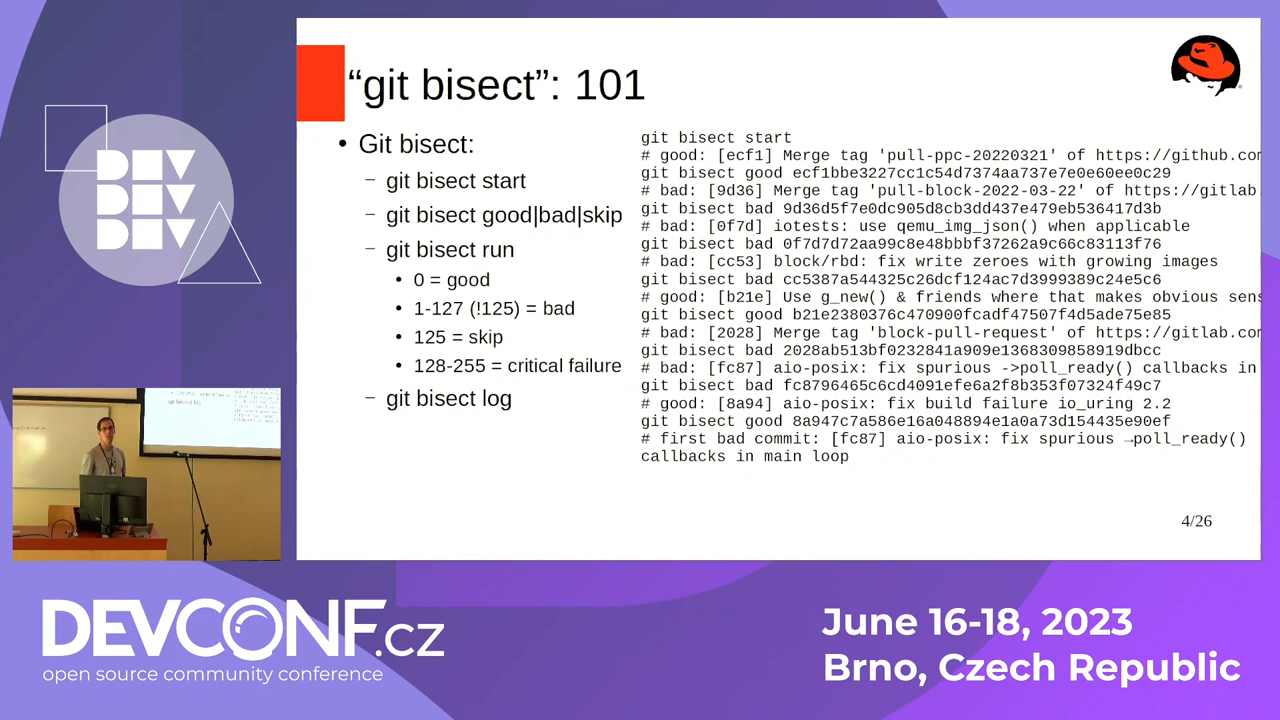 “git bisect”: 101
• Git bisect:
– git bisect start
– git bisect good|bad|skip
– git bisect run
• 0 = good
• 1-127 (!125) = bad
• 125 = skip
• 128-255 = critical failure
– git bisect log
git bisect start
# good: [ecf1] Merge tag 'pull-ppc-20220321' of https://github.com
git bisect good ecf1bbe3227cc1c54d7374aa737e7e0e60ee0c29
# bad: [9d36] Merge tag 'pull-block-2022-03-22' of https://gitlab.
git bisect bad 9d36d5f7e0dc905d8cb3dd437e479eb536417d3b
# bad: [0f7d] iotests: use qemu_img_json() when applicable
git bisect bad 0f7d7d72aa99c8e48bbbf37262a9c66c83113f76
# bad: [cc53] block/rbd: fix write zeroes with growing images
git bisect bad cc5387a544325c26dcf124ac7d3999389c24e5c6
# good: [b21e] Use g_new() & friends where that makes obvious sens
git bisect good b21e2380376c470900fcadf47507f4d5ade75e85
# bad: [2028] Merge tag 'block-pull-request' of https://gitlab.com
git bisect bad 2028ab513bf0232841a909e1368309858919dbcc
# bad: [fc87] aio-posix: fix spurious ->poll_ready() callbacks in
git bisect bad fc8796465c6cd4091efe6a2f8b353f07324f49c7
# good: [8a94] aio-posix: fix build failure io_uring 2.2
git bisect good 8a947c7a586e16a048894e1a0a73d154435e90ef
# first bad commit: [fc87] aio-posix: fix spurious →poll_ready()
callbacks in main loop
4/26
DEV
DEV
DEV
DEVCONF.cz
open source community conference
June 16-18, 2023
Brno, Czech Republic